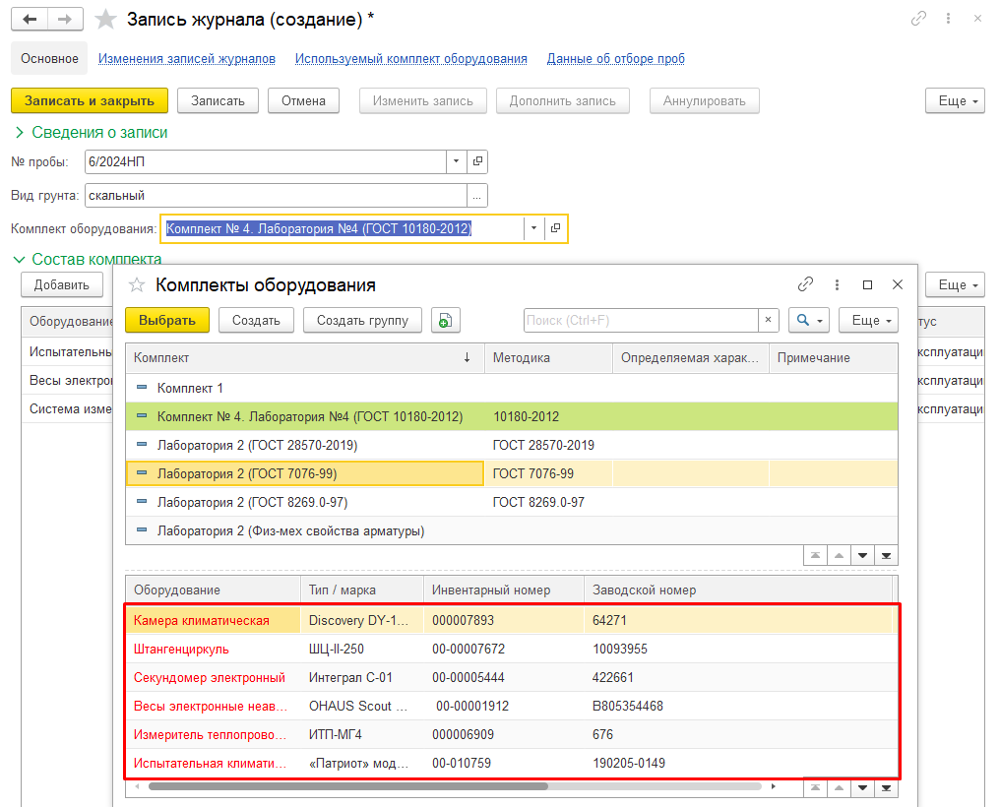 Запись журнала (создание) *
Основное Изменения записей журналов Используемый комплект оборудования Данные об отборе проб
Записать и закрыть Записать Отмена Изменить запись Дополнить запись Аннулировать Еще
Сведения о записи
№ пробы: 6/2024НП
Вид грунта: скальный ...
Комплект оборудования: Комплект № 4. Лаборатория №4 (ГОСТ 10180-2012)
Состав комплекта
Добавить Еще
Оборудование тус
Испытательнь ксплуатаци
Весы электрон ксплуатаци
Система изме ксплуатаци
Комплекты оборудования
Выбрать Создать Создать группу Поиск (Ctrl+F) × Еще
Комплект ↓ Методика Определяемая харак... Примечание
Комплект 1
Комплект № 4. Лаборатория №4 (ГОСТ 10180-2012) 10180-2012
Лаборатория 2 (ГОСТ 28570-2019) ГОСТ 28570-2019
Лаборатория 2 (ГОСТ 7076-99) ГОСТ 7076-99
Лаборатория 2 (ГОСТ 8269.0-97) ГОСТ 8269.0-97
Лаборатория 2 (Физ-мех свойства арматуры)
Оборудование Тип / марка Инвентарный номер Заводской номер
Камера климатическая Discovery DY-1... 000007893 64271
Штангенциркуль ШЦ-II-250 00-00007672 10093955
Секундомер электронный Интеграл С-01 00-00005444 422661
Весы электронные неав... OHAUS Scout ... 00-00001912 B805354468
Измеритель теплопрово... ИТП-МГ4 000006909 676
Испытательная климати... «Патриот» мод... 00-010759 190205-0149